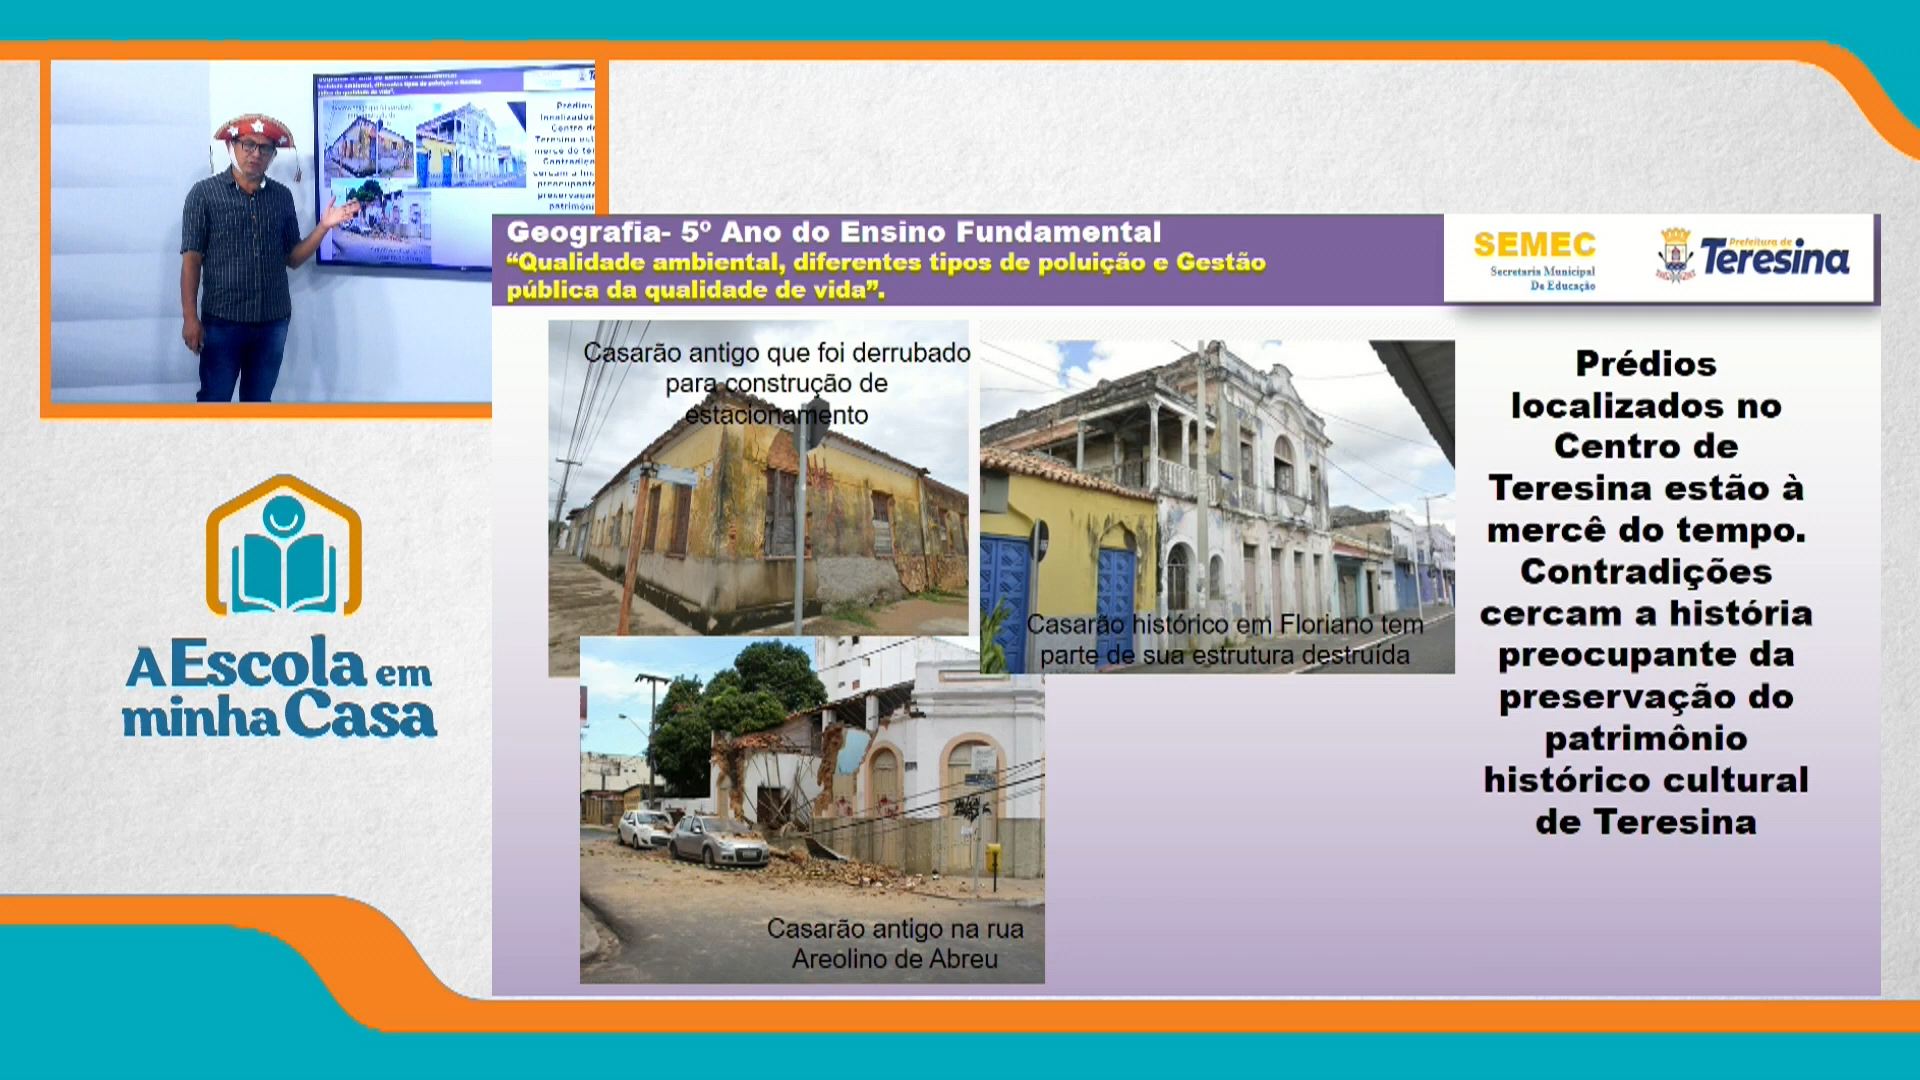 Geografia- 5º Ano do Ensino Fundamental
“Qualidade ambiental, diferentes tipos de poluição e Gestão
pública da qualidade de vida”.
SEMEC
Secretaria Municipal
De Educação
Prefeitura de
Teresina
Casarão antigo que foi derrubado
para construção de
estacionamento
Casarão histórico em Floriano tem
parte de sua estrutura destruída
Casarão antigo na rua
Areolino de Abreu
Prédios
localizados no
Centro de
Teresina estão à
mercê do tempo.
Contradições
cercam a história
preocupante da
preservação do
patrimônio
histórico cultural
de Teresina
A Escola em
minha Casa